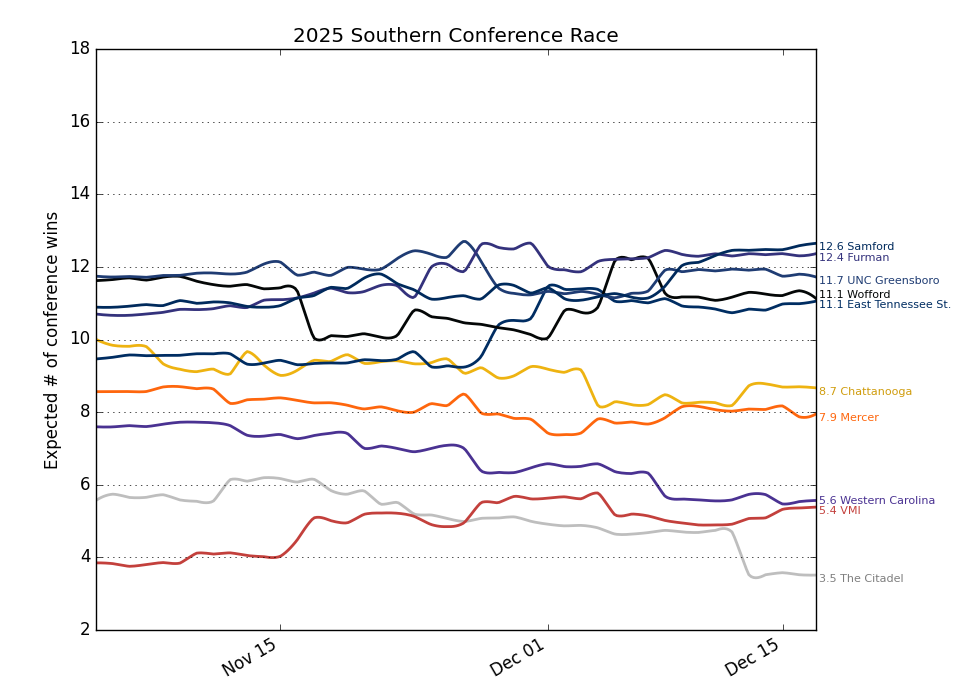 2025 Southern Conference Race
Expected # of conference wins
18
16
14
12
10
8
6
4
2
Nov 15
Dec 01
Dec 15
12.6 Samford
12.4 Furman
11.7 UNC Greensboro
11.1 Wofford
11.1 East Tennessee St.
8.7 Chattanooga
7.9 Mercer
5.6 Western Carolina
5.4 VMI
3.5 The Citadel